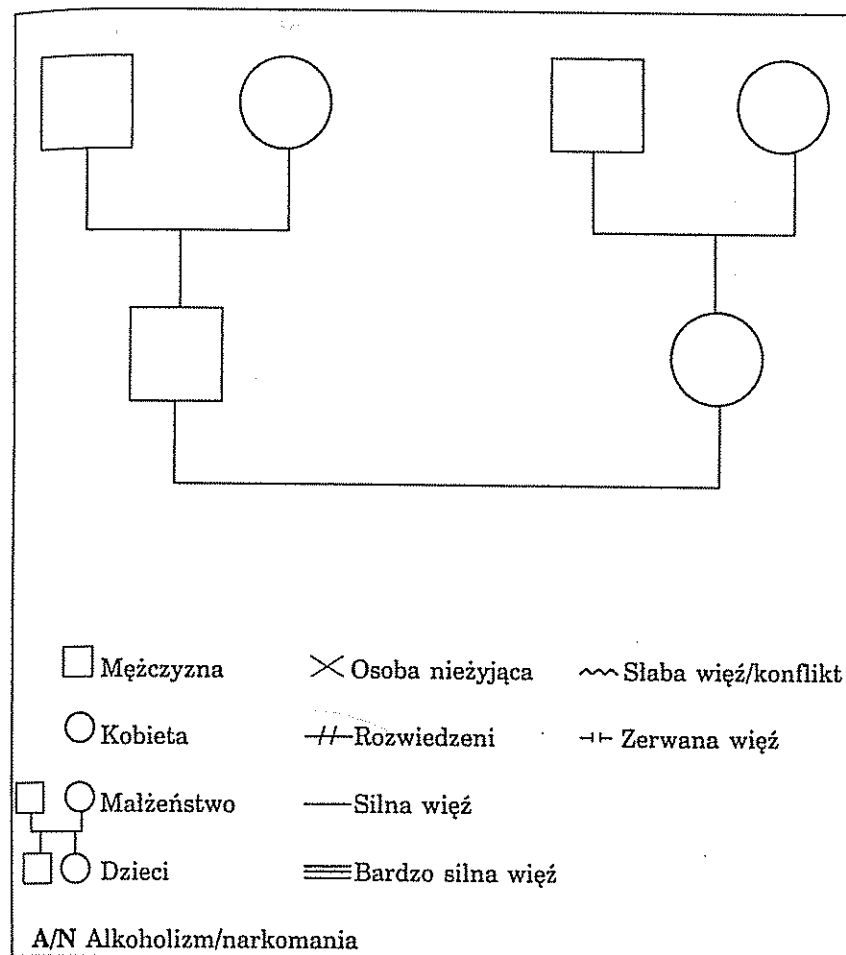 Mężczyzna
Osoba nieżyjąca
Słaba więź/konflikt
Kobieta
Rozwiedzeni
Zerwana więź
Małżeństwo
Silna więź
Dzieci
Bardzo silna więź
A/N Alkoholizm/narkomania